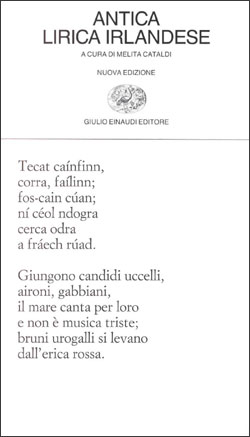 ANTICA
LIRICA IRLANDESE
A CURA DI MELITA CATALDI
NUOVA EDIZIONE
GIULIO EINAUDI EDITORE
Tecat caínfinn,
corra, faílinn;
fos-cain cúan;
ní céol ndogra
cerca odra
a fráech rúad.
Giungono candidi uccelli,
aironi, gabbiani,
il mare canta per loro
e non è musica triste;
bruni urogalli si levano
dall'erica rossa.